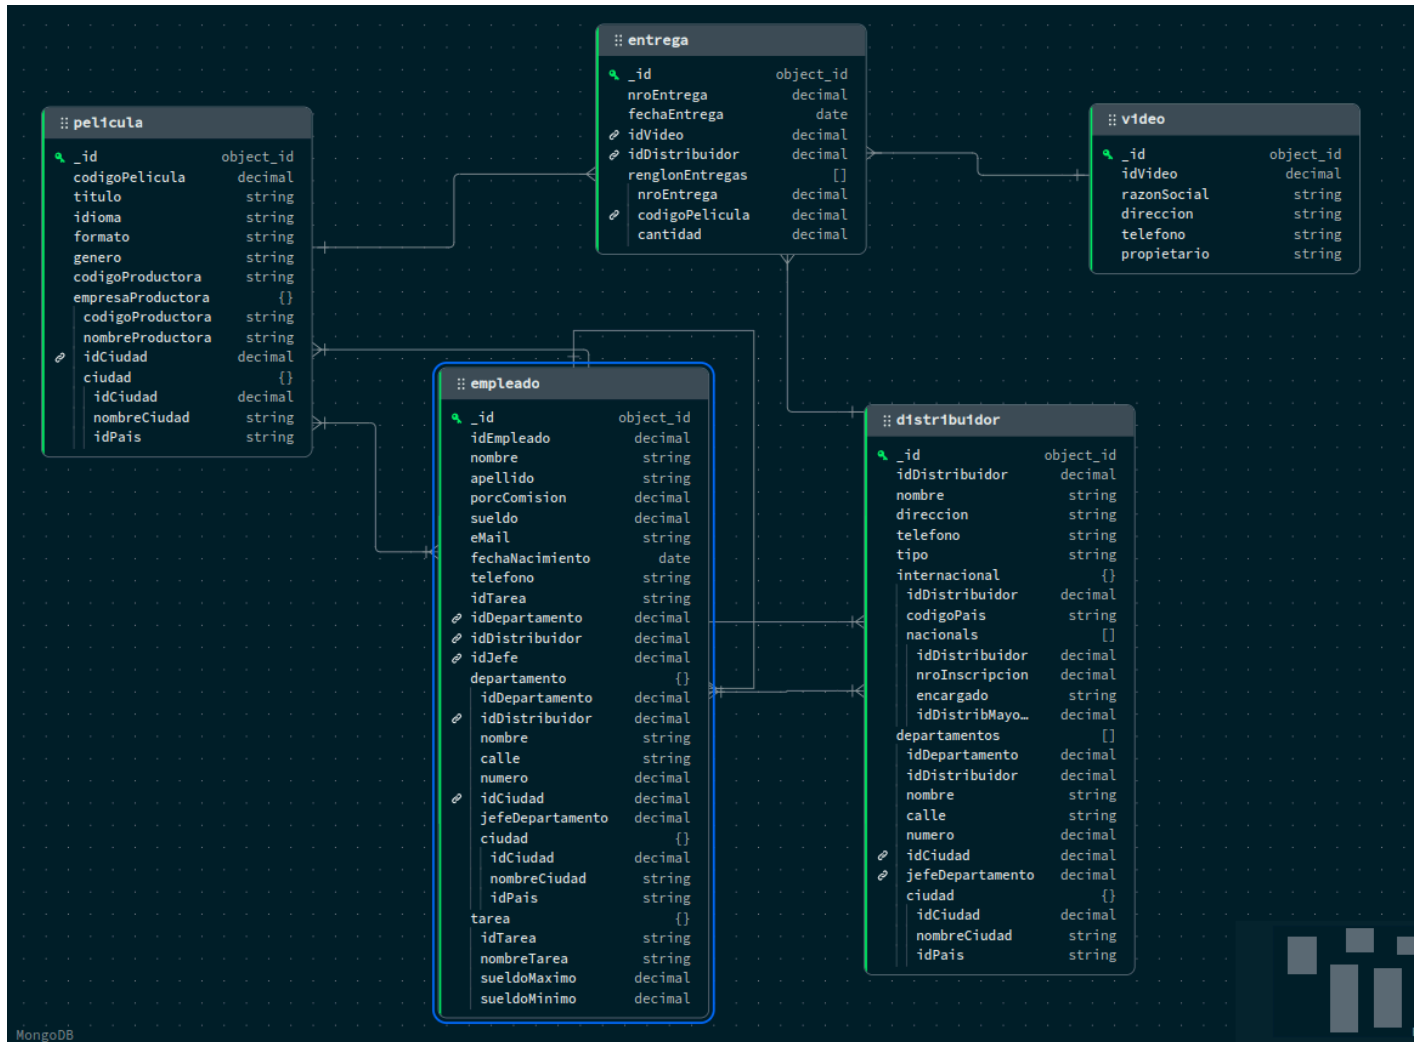 entrega
_id object_id
nroEntrega decimal
fechaEntrega date
idVideo decimal
idDistribuidor decimal
renglonEntregas []
nroEntrega decimal
codigoPelicula decimal
cantidad decimal
pelicula
_id object_id
codigoPelicula decimal
titulo string
idioma string
formato string
genero string
codigoProductora string
empresaProductora {}
codigoProductora string
nombreProductora string
idCiudad decimal
ciudad {}
idCiudad decimal
nombreCiudad string
idPais string
video
_id object_id
idVideo decimal
razonSocial string
direccion string
telefono string
propietario string
empleado
_id object_id
idEmpleado decimal
nombre string
apellido string
porcComision decimal
sueldo decimal
eMail string
fechaNacimiento date
telefono string
idTarea string
idDepartamento decimal
idDistribuidor decimal
idJefe decimal
departamento {}
idDepartamento decimal
idDistribuidor decimal
nombre string
calle string
numero decimal
idCiudad decimal
jefeDepartamento decimal
ciudad {}
idCiudad decimal
nombreCiudad string
idPais string
tarea {}
idTarea string
nombreTarea string
sueldoMaximo decimal
sueldoMinimo decimal
distribuidor
_id object_id
idDistribuidor decimal
nombre string
direccion string
telefono string
tipo string
internacional {}
idDistribuidor decimal
codigoPais string
nacionals []
idDistribuidor decimal
nroInscripcion decimal
encargado string
idDistribMayo… decimal
departamentos []
idDepartamento decimal
idDistribuidor decimal
nombre string
calle string
numero decimal
idCiudad decimal
jefeDepartamento decimal
ciudad {}
idCiudad decimal
nombreCiudad string
idPais string
MongoDB